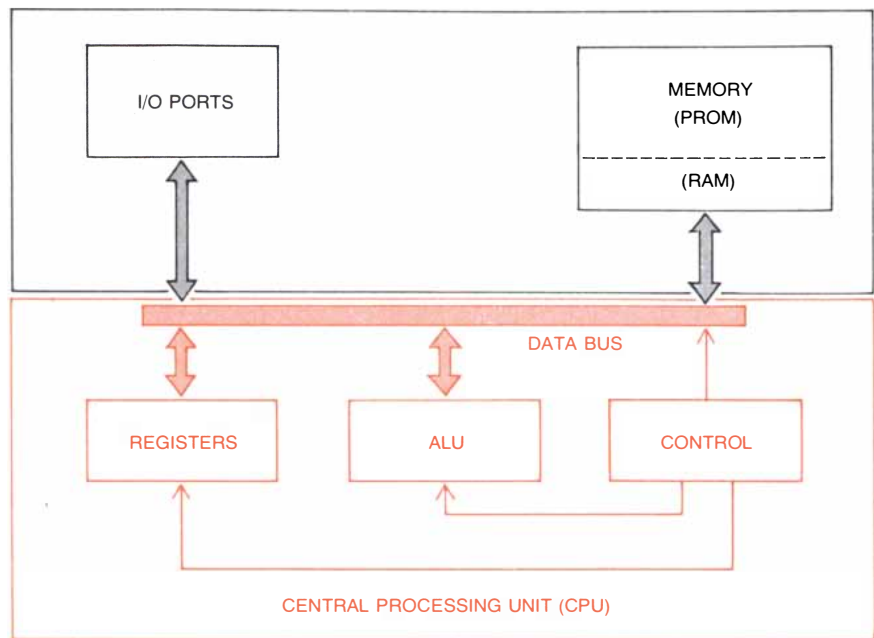 I/O PORTS
MEMORY
(PROM)
(RAM)
DATA BUS
REGISTERS
ALU
CONTROL
CENTRAL PROCESSING UNIT (CPU)